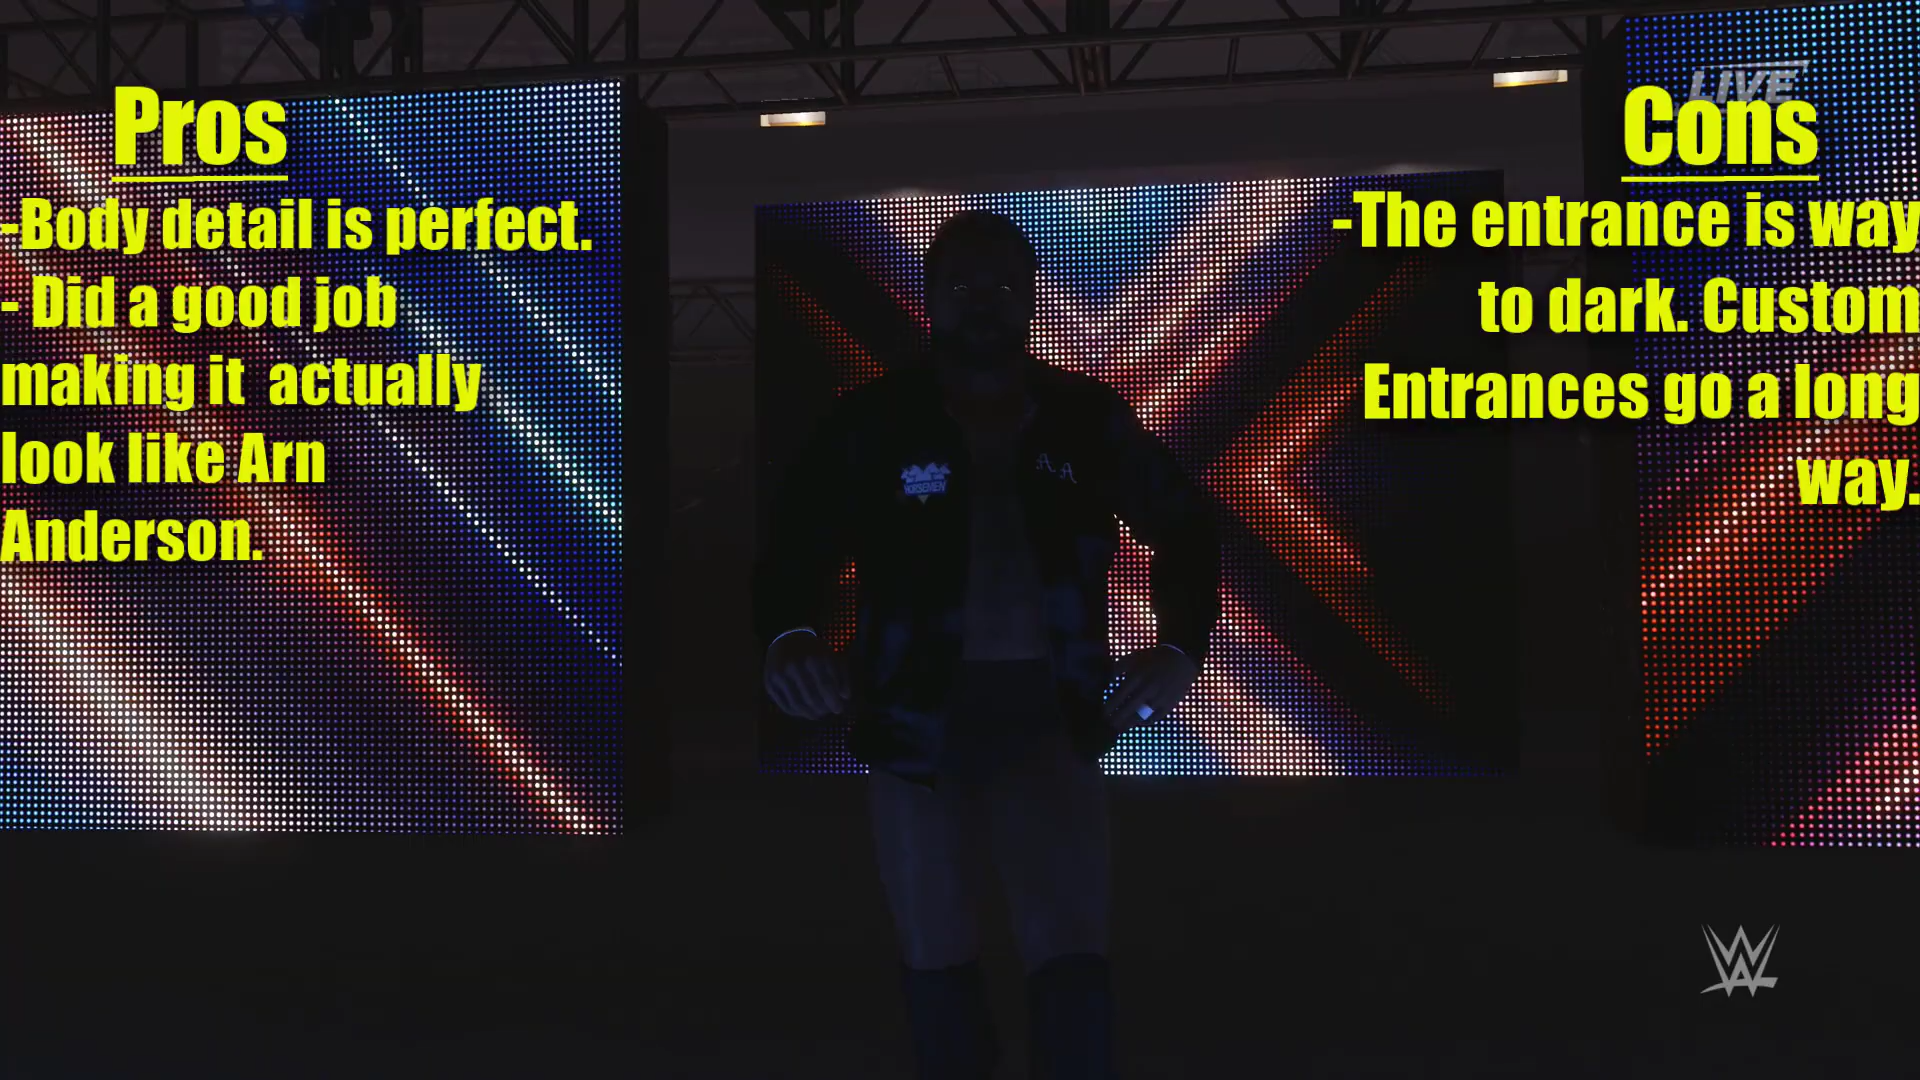 LIVE
Pros
-Body detail is perfect.
- Did a good job
making it actually
look like Arn
Anderson.
Cons
-The entrance is way
to dark. Custom
Entrances go a long
way.
HORSEMEN
A A
W